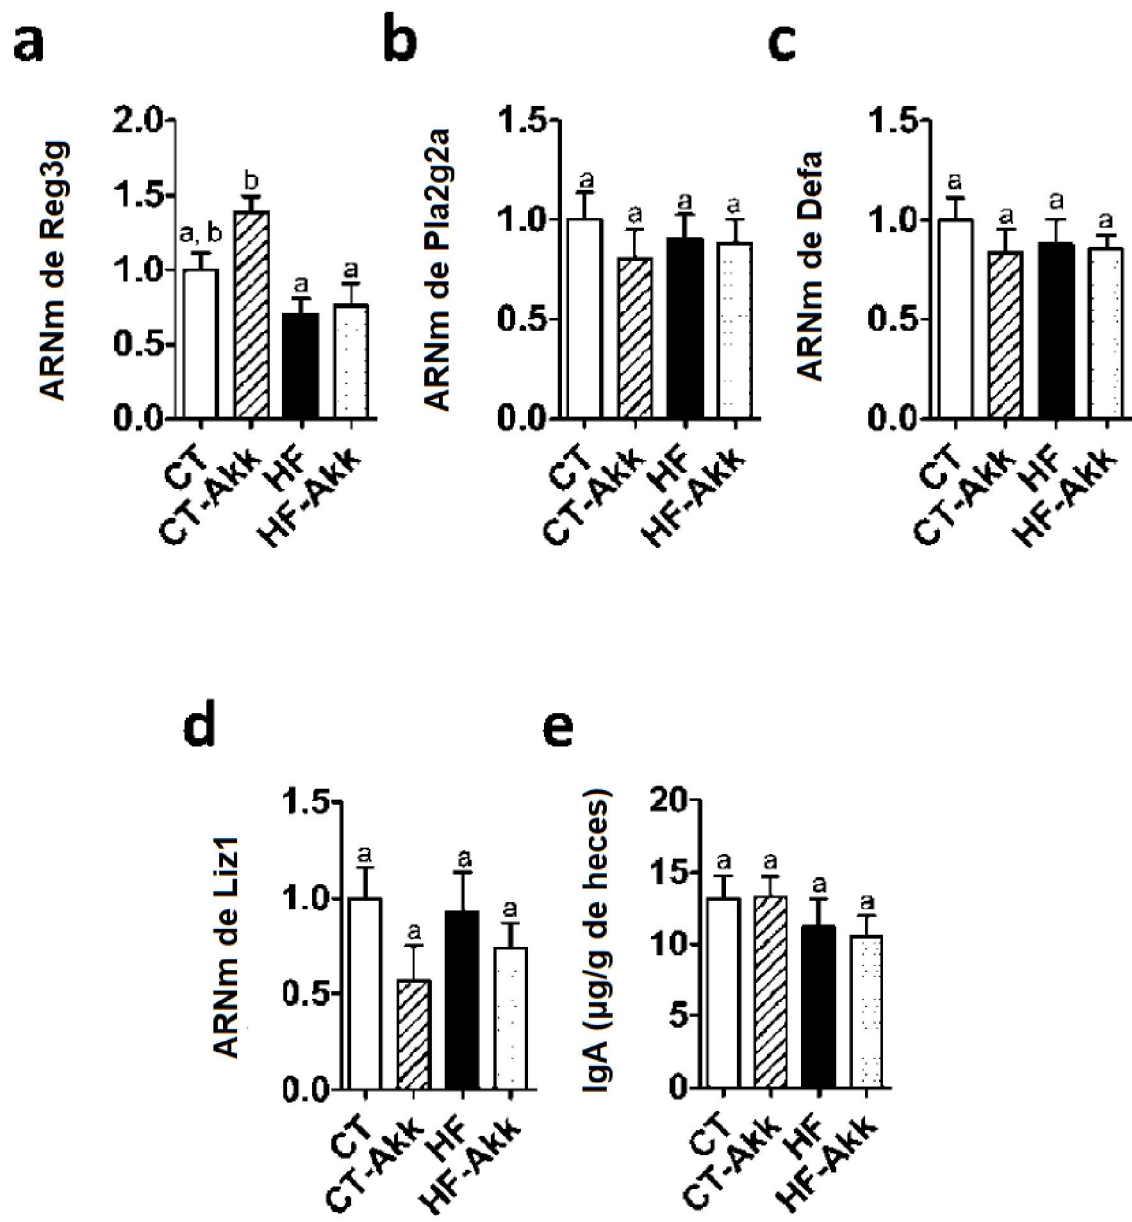 a
ARNm de Reg3g
2.0
1.5
1.0
0.5
0.0
a, b
b
a
a
CT
CT-Akk
HF
HF-Akk
b
ARNm de Pla2g2a
1.5
1.0
0.5
0.0
a
a
a
a
CT
CT-Akk
HF
HF-Akk
c
ARNm de Defa
1.5
1.0
0.5
0.0
a
a
a
a
CT
CT-Akk
HF
HF-Akk
d
ARNm de Liz1
1.5
1.0
0.5
0.0
a
a
a
a
CT
CT-Akk
HF
HF-Akk
e
IgA (µg/g de heces)
20
15
10
5
0
a
a
a
a
CT
CT-Akk
HF
HF-Akk